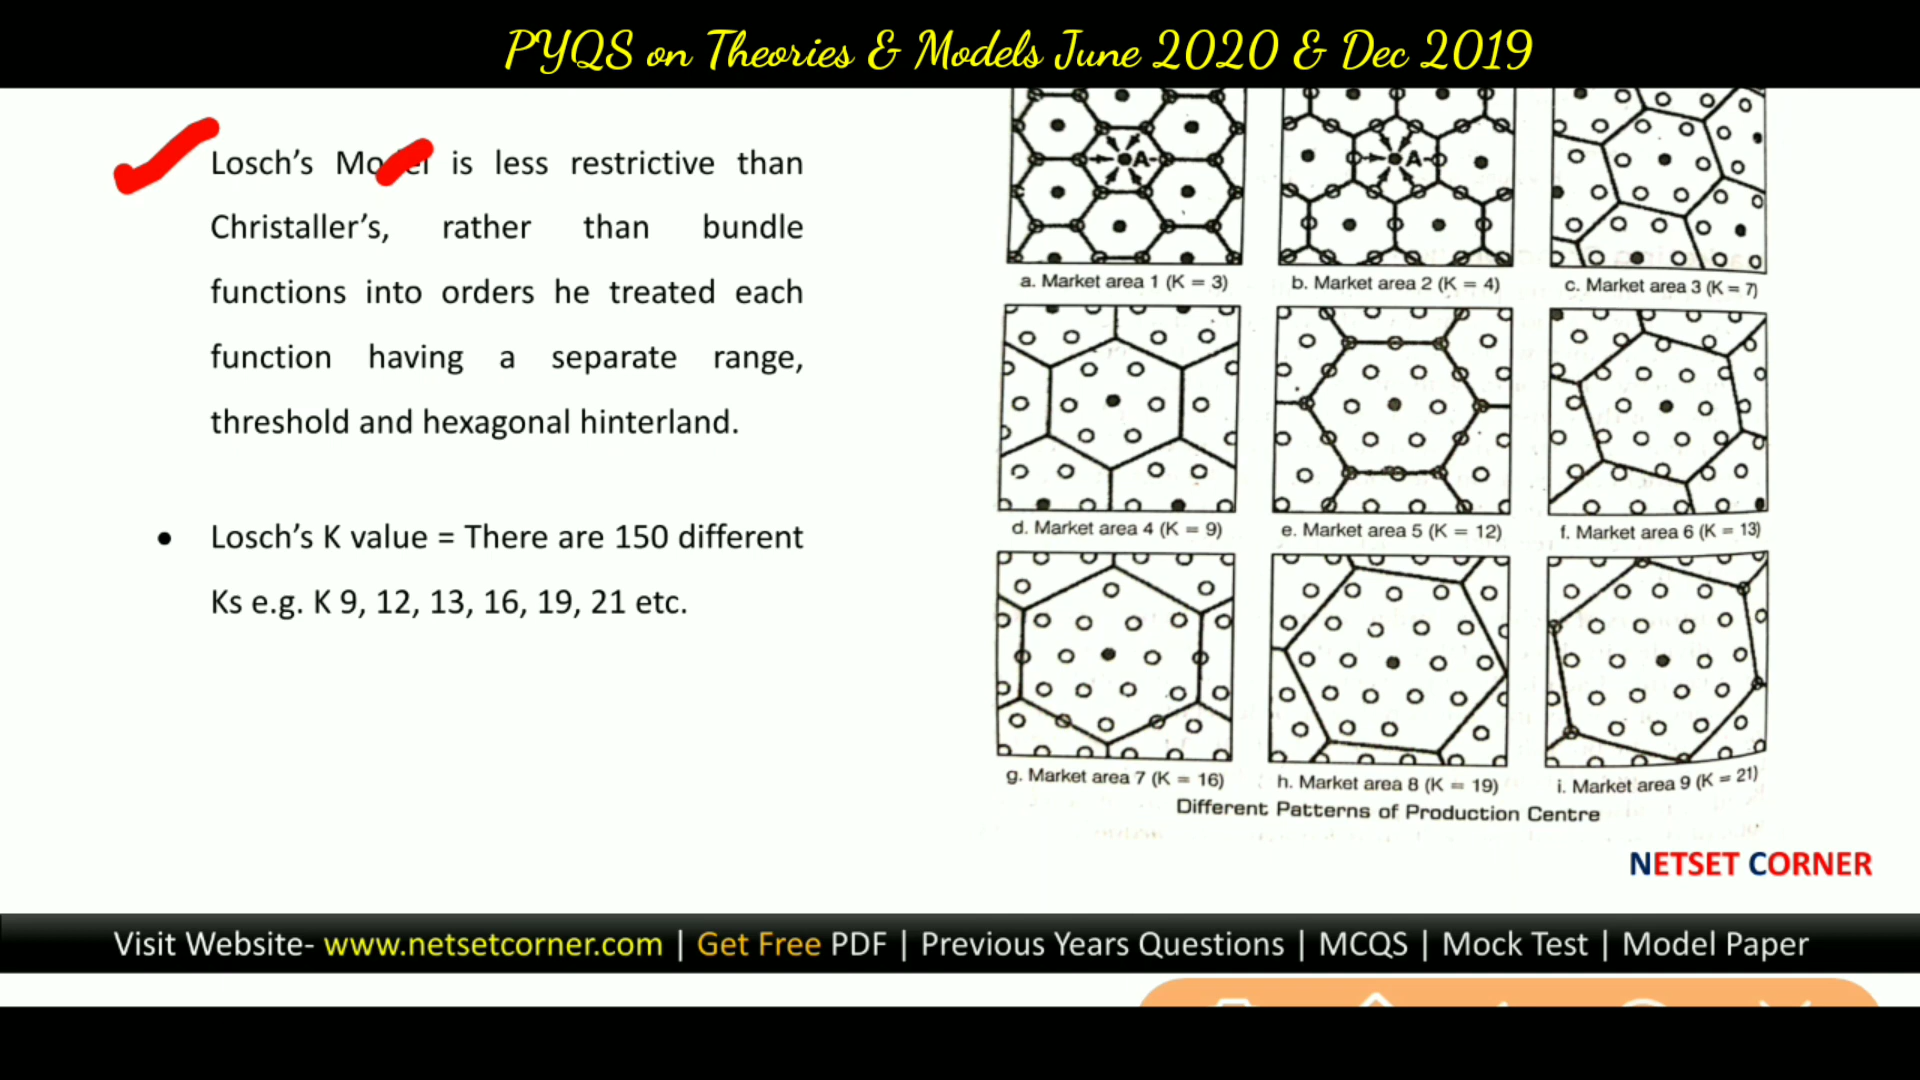 PYQS on Theories & Models June 2020 & Dec 2019
Losch's Model is less restrictive than
Christaller's, rather than bundle
functions into orders he treated each
function having a separate range,
threshold and hexagonal hinterland.
• Losch's K value = There are 150 different
Ks e.g. K 9, 12, 13, 16, 19, 21 etc.
A
A
a. Market area 1 (K = 3)
b. Market area 2 (K = 4)
c. Market area 3 (K = 7)
d. Market area 4 (K = 9)
e. Market area 5 (K = 12)
f. Market area 6 (K = 13)
g. Market area 7 (K = 16)
h. Market area 8 (K = 19)
i. Market area 9 (K = 21)
Different Patterns of Production Centre
NETSET CORNER
Visit Website- www.netsetcorner.com | Get Free PDF | Previous Years Questions | MCQS | Mock Test | Model Paper